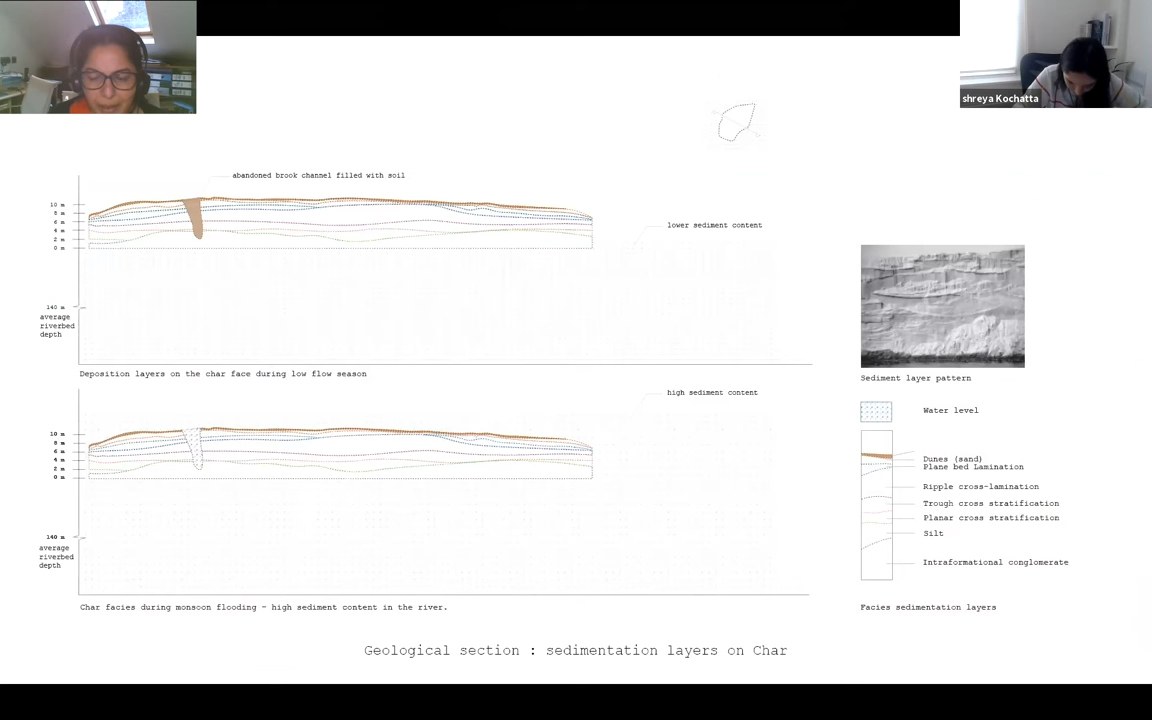 shreya Kochatta
abandoned brook channel filled with soil
10 m
8 m
6 m
4 m
2 m
0 m
lower sediment content
140 m
average
riverbed
depth
Deposition layers on the char face during low flow season
high sediment content
10 m
8 m
6 m
4 m
2 m
0 m
140 m
average
riverbed
depth
Char facies during monsoon flooding - high sediment content in the river.
Sediment layer pattern
Water level
Dunes (sand)
Plane bed Lamination
Ripple cross-lamination
Trough cross stratification
Planar cross stratification
Silt
Intraformational conglomerate
Facies sedimentation layers
Geological section : sedimentation layers on Char